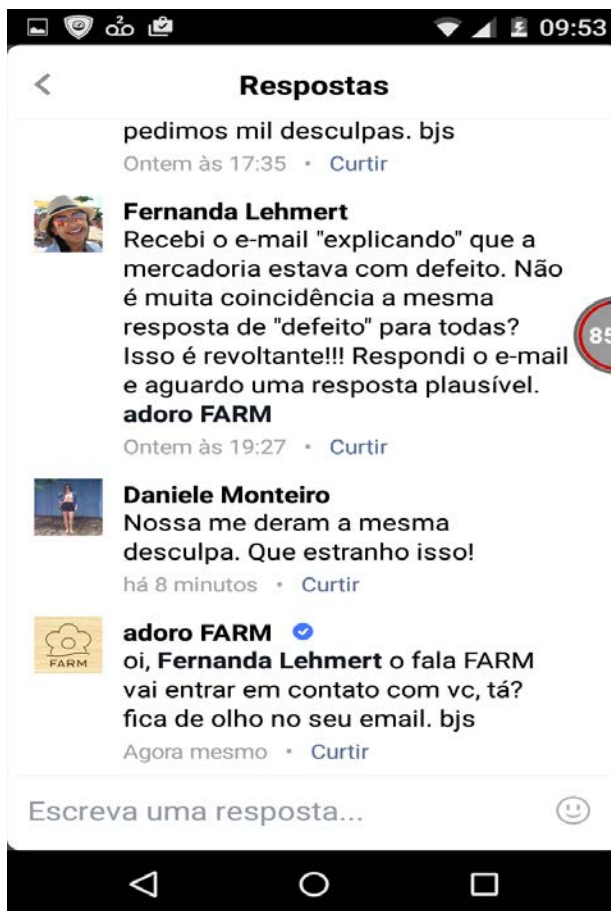 09:53
Respostas
pedimos mil desculpas. bjs
Ontem às 17:35 • Curtir
Fernanda Lehmert
Recebi o e-mail "explicando" que a
mercadoria estava com defeito. Não
é muita coincidência a mesma
resposta de "defeito" para todas?
Isso é revoltante!!! Respondi o e-mail
e aguardo uma resposta plausível.
adoro FARM
Ontem às 19:27 • Curtir
85
Daniele Monteiro
Nossa me deram a mesma
desculpa. Que estranho isso!
há 8 minutos • Curtir
FARM
adoro FARM
oi, Fernanda Lehmert o fala FARM
vai entrar em contato com vc, tá?
fica de olho no seu email. bjs
Agora mesmo • Curtir
Escreva uma resposta...